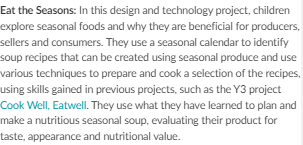 Eat the Seasons: In this design and technology project, children
explore seasonal foods and why they are beneficial for producers,
sellers and consumers. They use a seasonal calendar to identify
soup recipes that can be created using seasonal produce and use
various techniques to prepare and cook a selection of the recipes,
using skills gained in previous projects, such as the Y3 project
Cook Well, Eatwell. They use what they have learned to plan and
make a nutritious seasonal soup, evaluating their product for
taste, appearance and nutritional value.